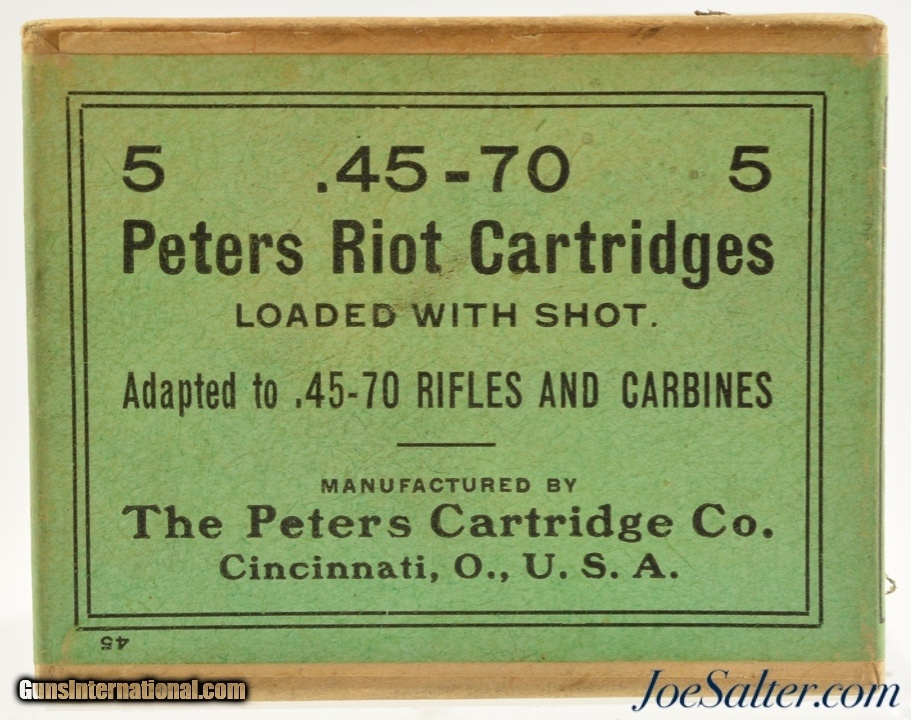 5 .45-70 5
Peters Riot Cartridges
LOADED WITH SHOT.
Adapted to .45-70 RIFLES AND CARBINES
MANUFACTURED BY
The Peters Cartridge Co.
Cincinnati, O., U. S. A.
45
GunsInternational.com
JoeSalter.com